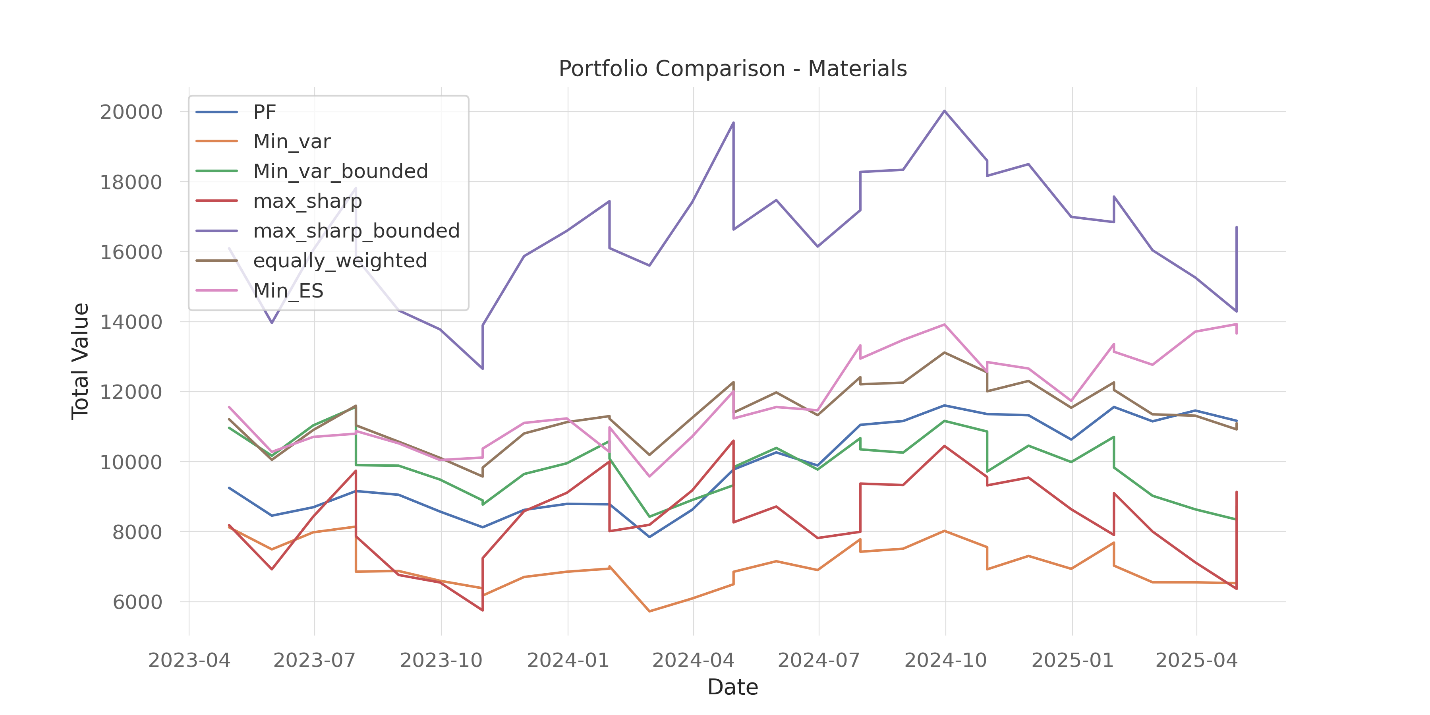 Portfolio Comparison - Materials
20000
18000
16000
14000
12000
10000
8000
6000
Total Value
PF
Min_var
Min_var_bounded
max_sharp
max_sharp_bounded
equally_weighted
Min_ES
2023-04 2023-07 2023-10 2024-01 2024-04 2024-07 2024-10 2025-01 2025-04
Date